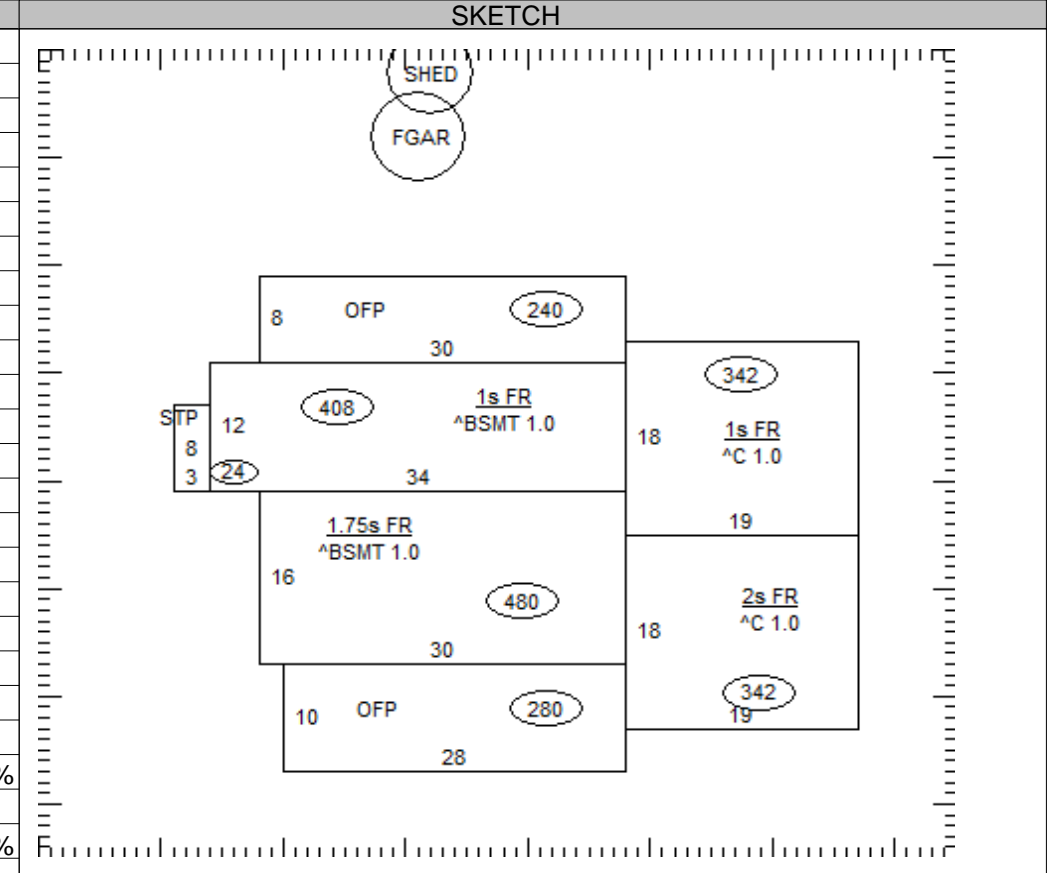 SKETCH
SHED
FGAR
8 OFP 240
30
342
408 1s FR
STP 12 ^BSMT 1.0
18 1s FR
^C 1.0
8
3 24 34
19
1.75s FR
^BSMT 1.0
16
480
2s FR
18 ^C 1.0
30
342
19
10 OFP 280
28
%
%